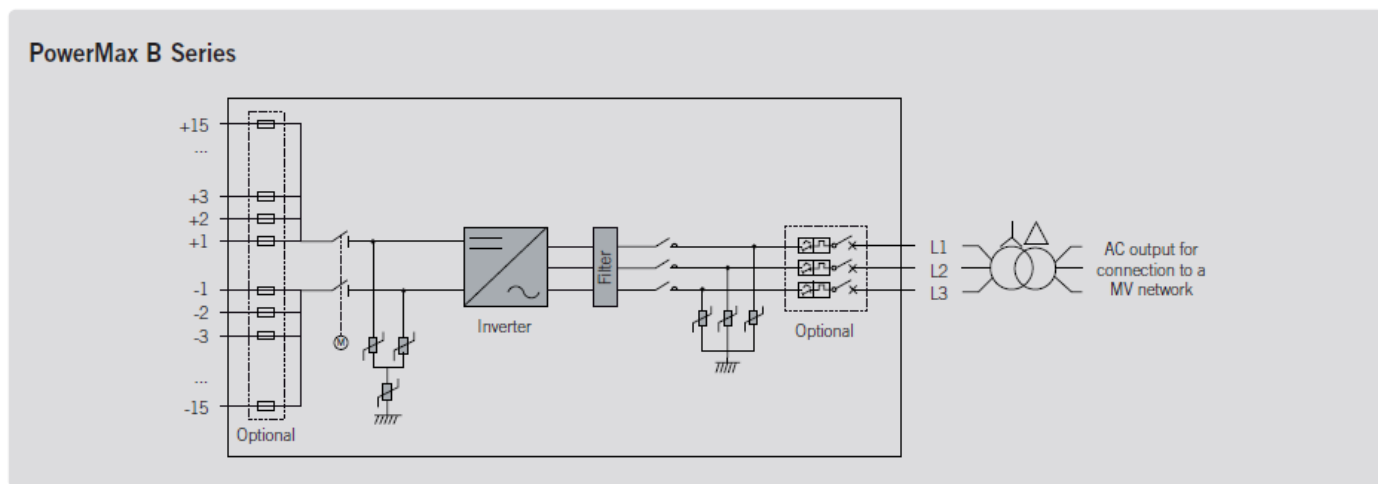 PowerMax B Series
+15
...
+3
+2
+1
-1
-2
-3
...
-15
Optional
M
Inverter
Filter
Optional
L1
L2
L3
AC output for
connection to a
MV network